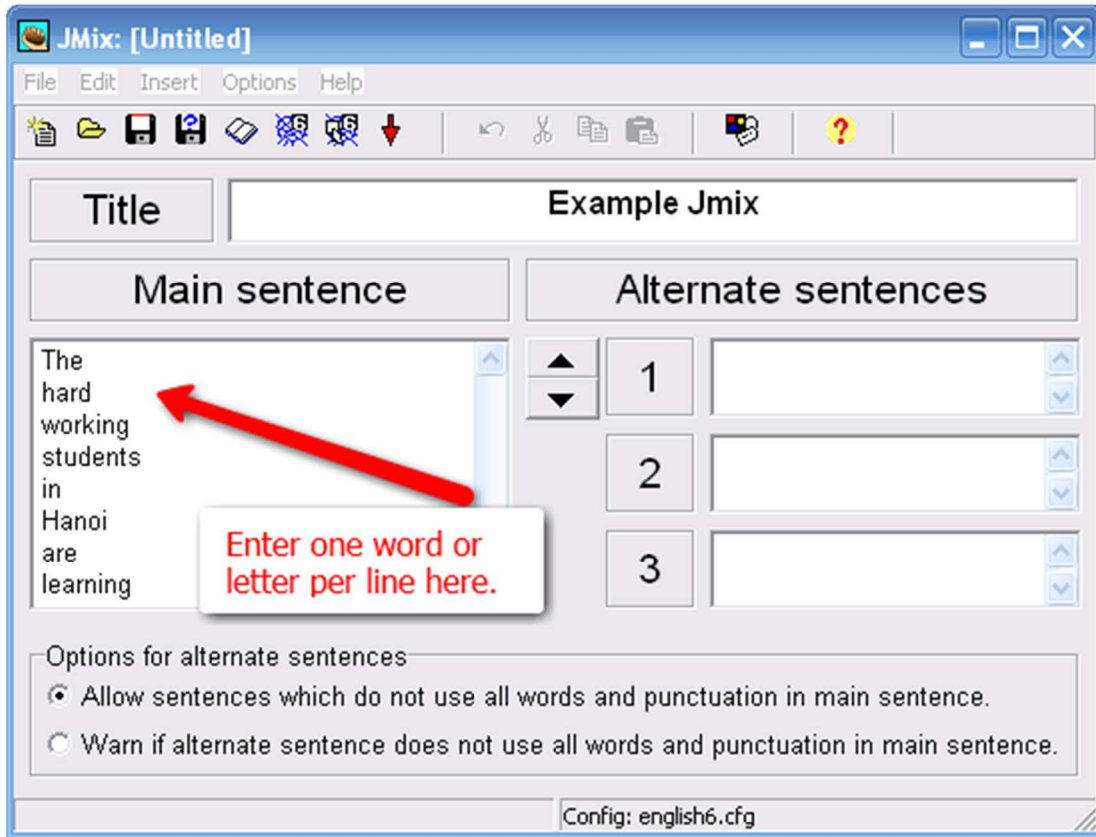 JMix: [Untitled]
File Edit Insert Options Help
Title
Example Jmix
Main sentence
Alternate sentences
The
hard
working
students
in
Hanoi
are
learning
Enter one word or
letter per line here.
1
2
3
Options for alternate sentences
Allow sentences which do not use all words and punctuation in main sentence.
Warn if alternate sentence does not use all words and punctuation in main sentence.
Config: english6.cfg